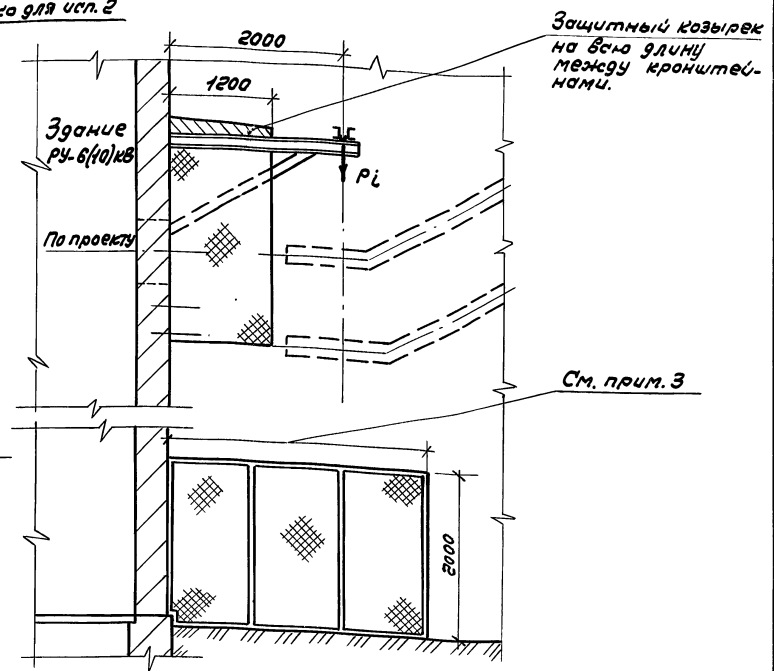 ка для исп. 2
2000
Защитный козырек
на всю длину
между кронштей-
нами.
1200
Здание
РУ-6(10)кВ
Pi
По проекту
См. прим. 3
2000